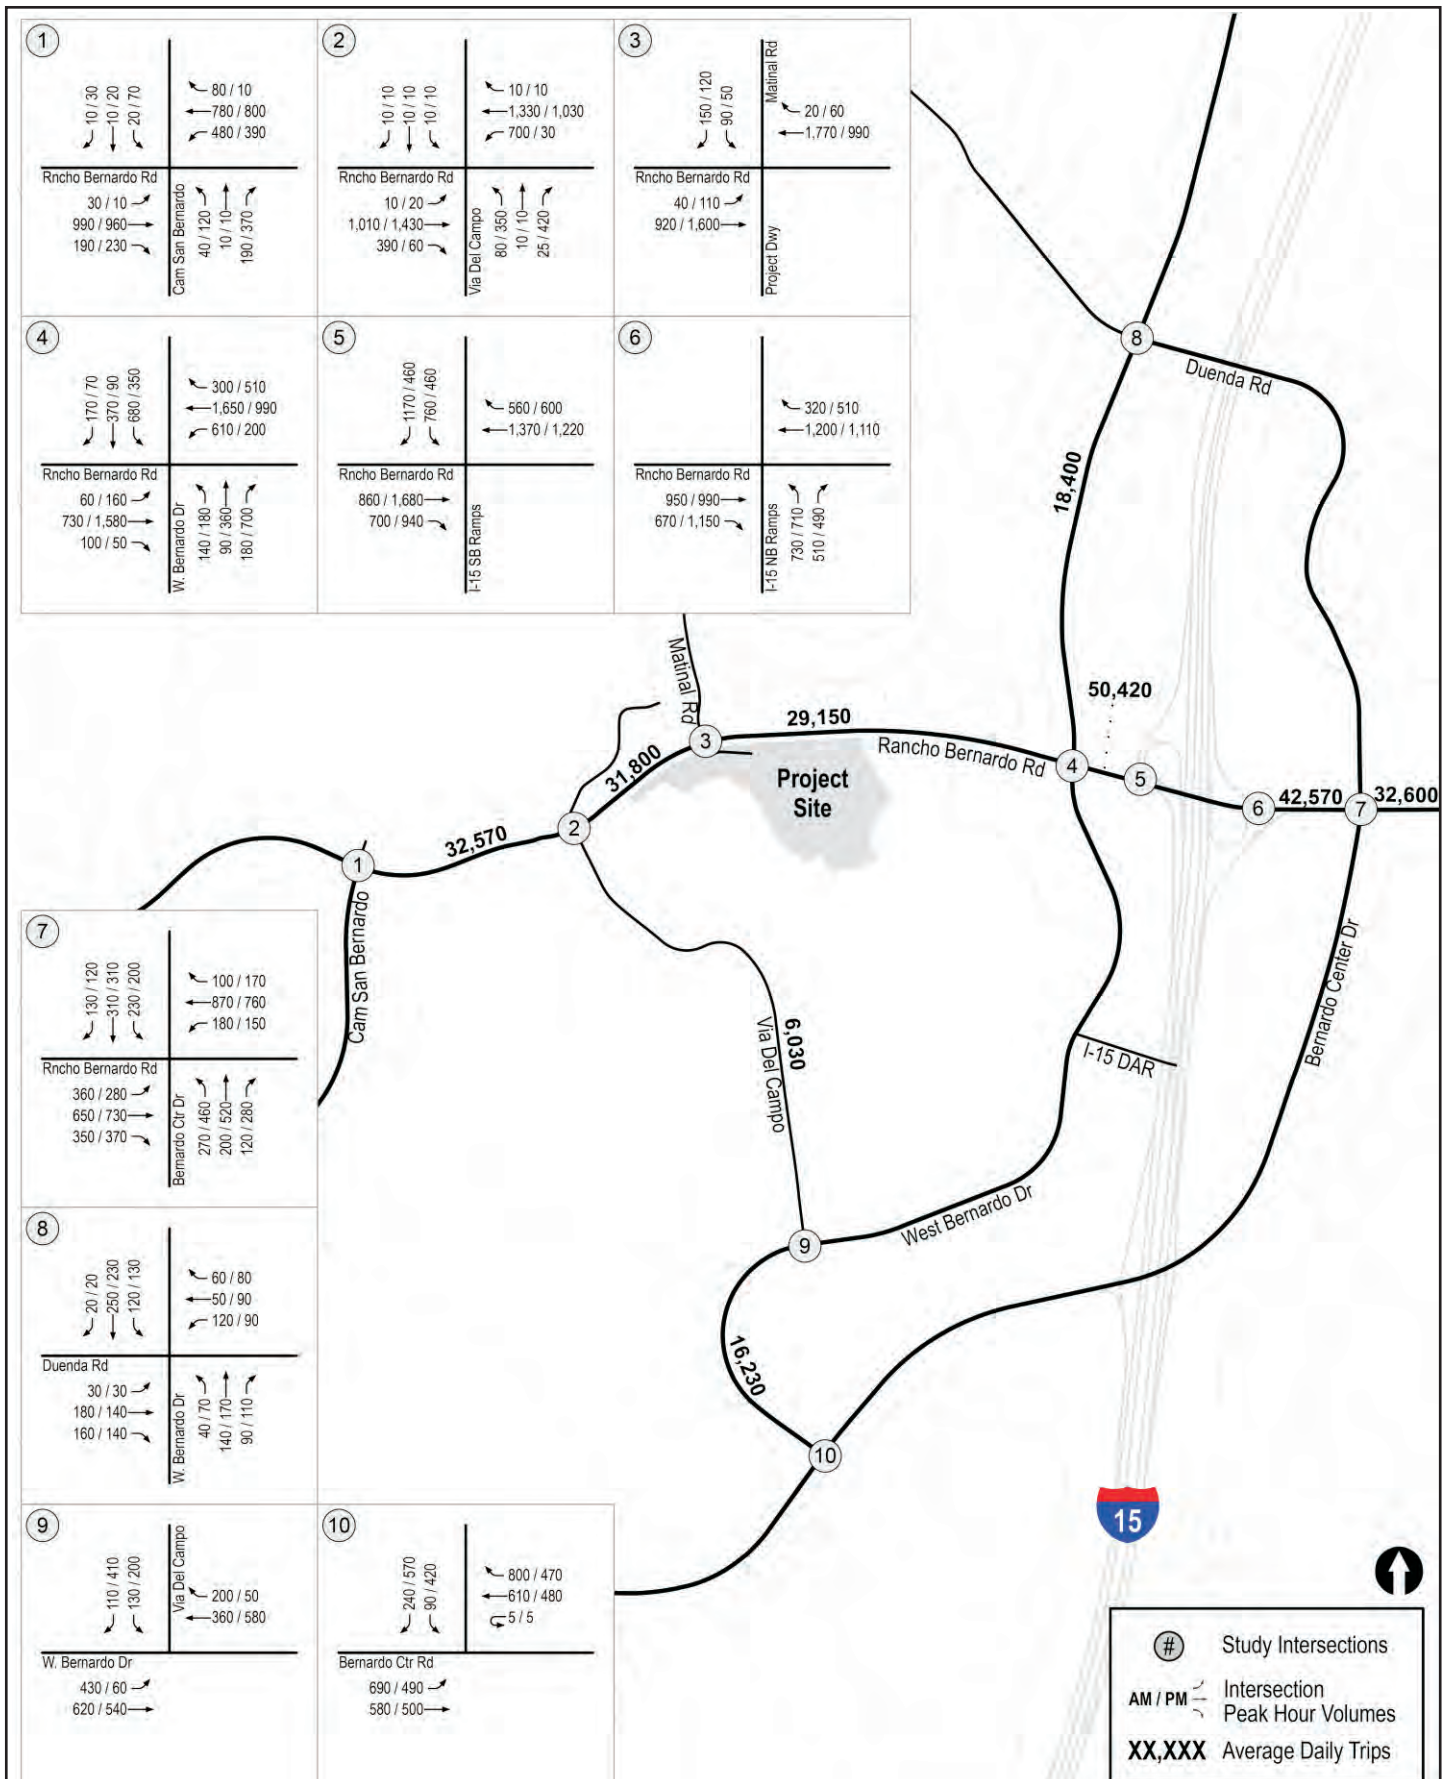 1
10 / 30
10 / 20
20 / 70
80 / 10
780 / 800
480 / 390
Rncho Bernardo Rd
30 / 10
990 / 960
190 / 230
Cam San Bernardo
40 / 120
10 / 10
190 / 370
2
10 / 10
10 / 10
10 / 10
10 / 10
1,330 / 1,030
700 / 30
Rncho Bernardo Rd
10 / 20
1,010 / 1,430
390 / 60
Via Del Campo
80 / 350
10 / 10
25 / 420
3
150 / 120
90 / 50
Matinal Rd
20 / 60
1,770 / 990
Rncho Bernardo Rd
40 / 110
920 / 1,600
Project Dwy
4
170 / 70
370 / 90
680 / 350
300 / 510
1,650 / 990
610 / 200
Rncho Bernardo Rd
60 / 160
730 / 1,580
100 / 50
W. Bernardo Dr
140 / 180
90 / 360
180 / 700
5
1170 / 460
760 / 460
560 / 600
1,370 / 1,220
Rncho Bernardo Rd
860 / 1,680
700 / 940
I-15 SB Ramps
6
320 / 510
1,200 / 1,110
Rncho Bernardo Rd
950 / 990
670 / 1,150
I-15 NB Ramps
730 / 710
510 / 490
8
Duenda Rd
18,400
Matinal Rd
50,420
29,150
3
Rancho Bernardo Rd
4
5
31,800
Project
Site
6
42,570
7
32,600
2
32,570
1
Cam San Bernardo
Bernardo Center Dr
I-15 DAR
6,030
Via Del Campo
West Bernardo Dr
9
16,230
10
15
7
130 / 120
310 / 310
230 / 200
100 / 170
870 / 760
180 / 150
Rncho Bernardo Rd
360 / 280
650 / 730
350 / 370
Bernardo Ctr Dr
270 / 460
200 / 520
120 / 280
8
20 / 20
250 / 230
120 / 130
60 / 80
50 / 90
120 / 90
Duenda Rd
30 / 30
180 / 140
160 / 140
W. Bernardo Dr
40 / 70
140 / 170
90 / 110
9
110 / 410
130 / 200
Via Del Campo
200 / 50
360 / 580
W. Bernardo Dr
430 / 60
620 / 540
10
240 / 570
90 / 420
800 / 470
610 / 480
5 / 5
Bernardo Ctr Rd
690 / 490
580 / 500
# Study Intersections
AM / PM Intersection
Peak Hour Volumes
XX,XXX Average Daily Trips